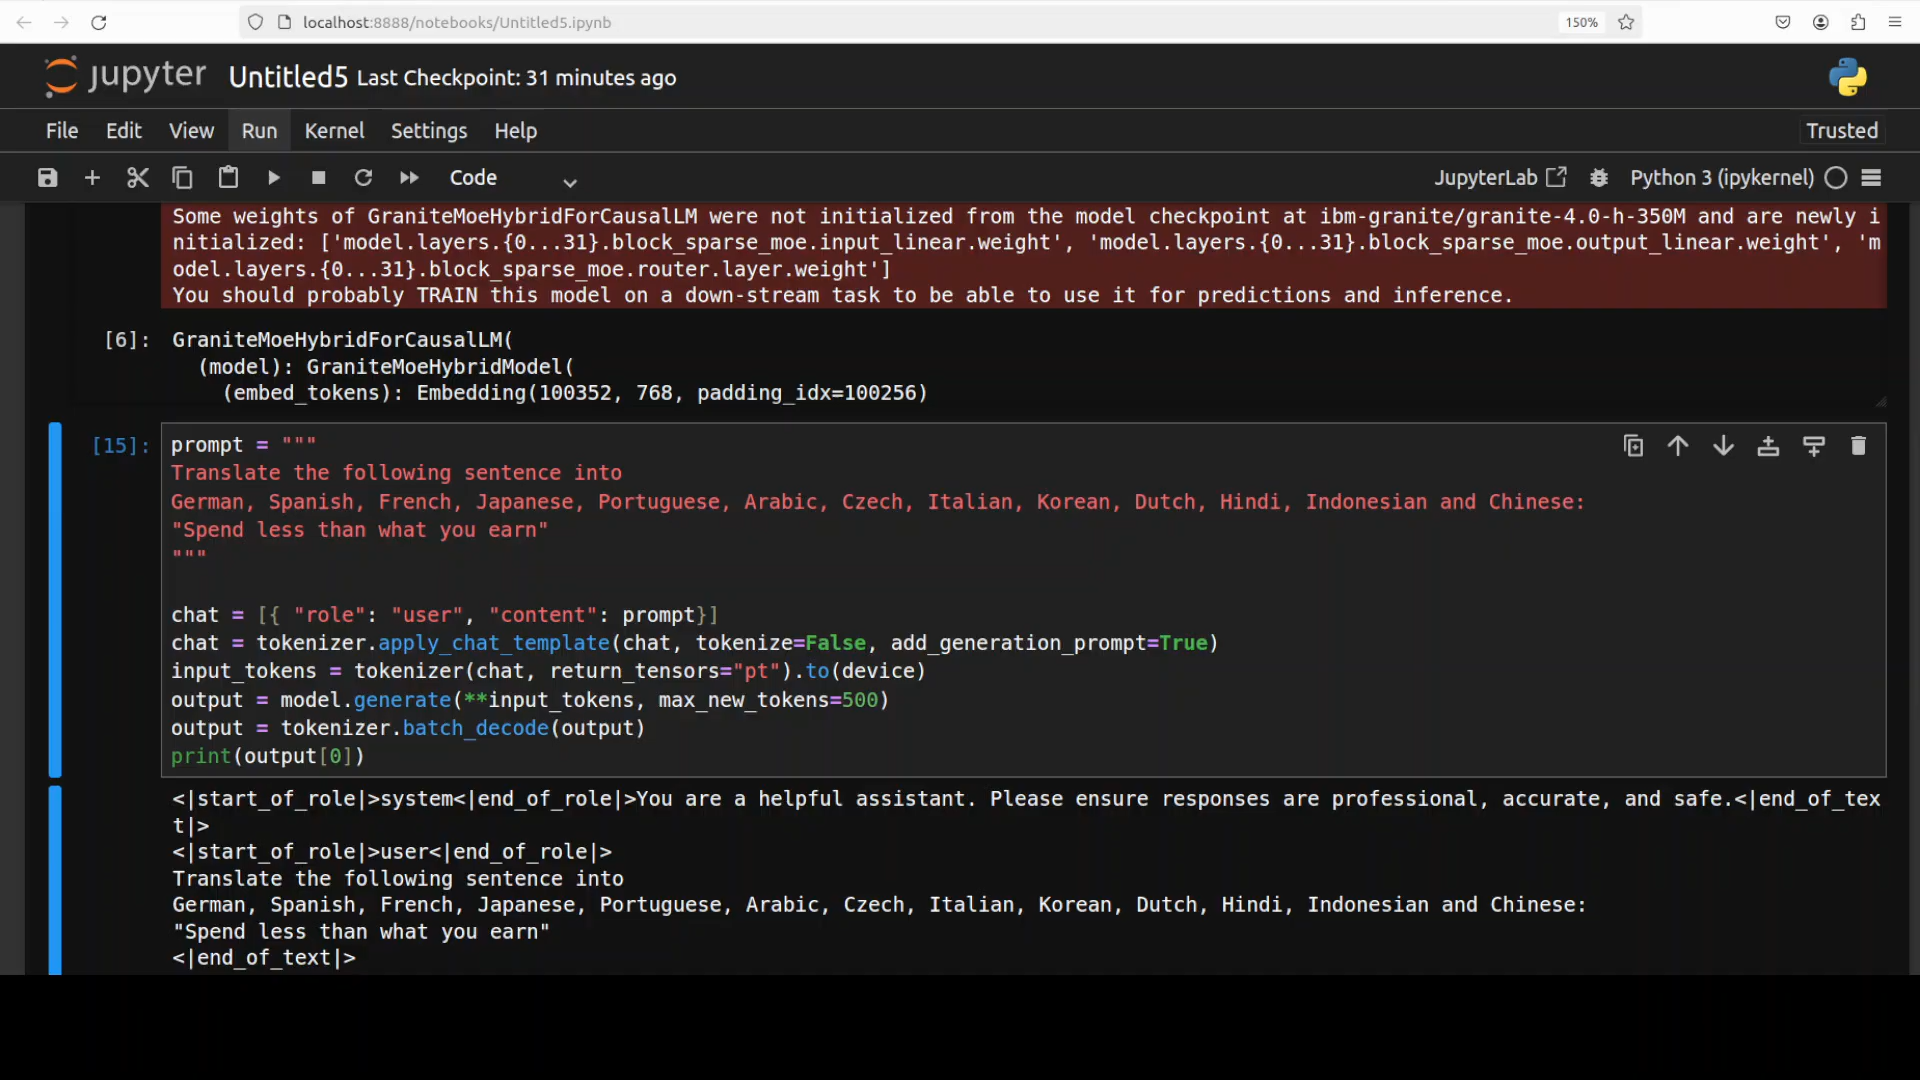 localhost:8888/notebooks/Untitled5.ipynb
150%
jupyter Untitled5 Last Checkpoint: 31 minutes ago
File Edit View Run Kernel Settings Help
Trusted
Code
JupyterLab
Python 3 (ipykernel)
Some weights of GraniteMoeHybridForCausalLM were not initialized from the model checkpoint at ibm-granite/granite-4.0-h-350M and are newly i
nitialized: ['model.layers.{0...31}.block_sparse_moe.input_linear.weight', 'model.layers.{0...31}.block_sparse_moe.output_linear.weight', 'm
odel.layers.{0...31}.block_sparse_moe.router.layer.weight']
You should probably TRAIN this model on a down-stream task to be able to use it for predictions and inference.
[6]: GraniteMoeHybridForCausalLM(
(model): GraniteMoeHybridModel(
(embed_tokens): Embedding(100352, 768, padding_idx=100256)
[15]: prompt = """
Translate the following sentence into
German, Spanish, French, Japanese, Portuguese, Arabic, Czech, Italian, Korean, Dutch, Hindi, Indonesian and Chinese:
"Spend less than what you earn"
"""
chat = [{ "role": "user", "content": prompt}]
chat = tokenizer.apply_chat_template(chat, tokenize=False, add_generation_prompt=True)
input_tokens = tokenizer(chat, return_tensors="pt").to(device)
output = model.generate(**input_tokens, max_new_tokens=500)
output = tokenizer.batch_decode(output)
print(output[0])
<|start_of_role|>system<|end_of_role|>You are a helpful assistant. Please ensure responses are professional, accurate, and safe.<|end_of_tex
t|>
<|start_of_role|>user<|end_of_role|>
Translate the following sentence into
German, Spanish, French, Japanese, Portuguese, Arabic, Czech, Italian, Korean, Dutch, Hindi, Indonesian and Chinese:
"Spend less than what you earn"
<|end_of_text|>